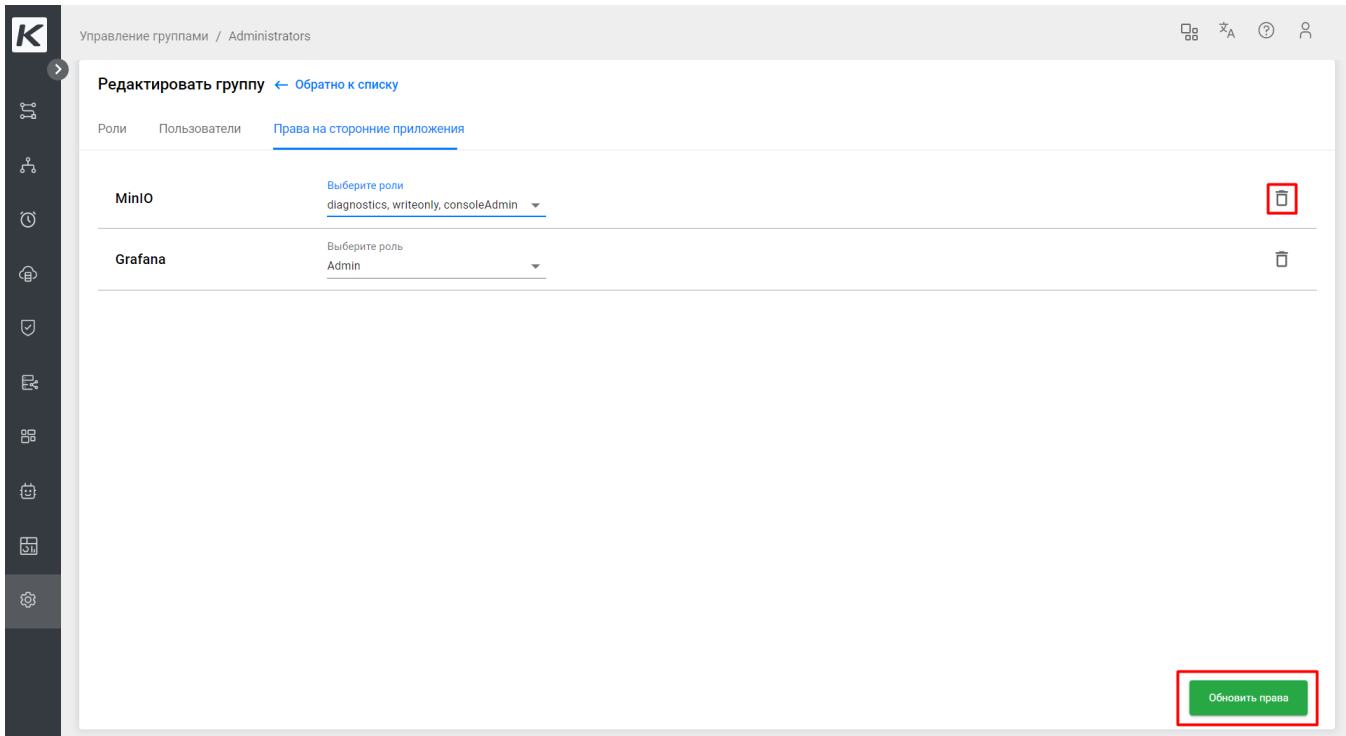 K
Управление группами / Administrators
Редактировать группу ← Обратно к списку
Роли Пользователи Права на сторонние приложения
MinIO
Выберите роли
diagnostics, writeonly, consoleAdmin
Grafana
Выберите роль
Admin
Обновить права